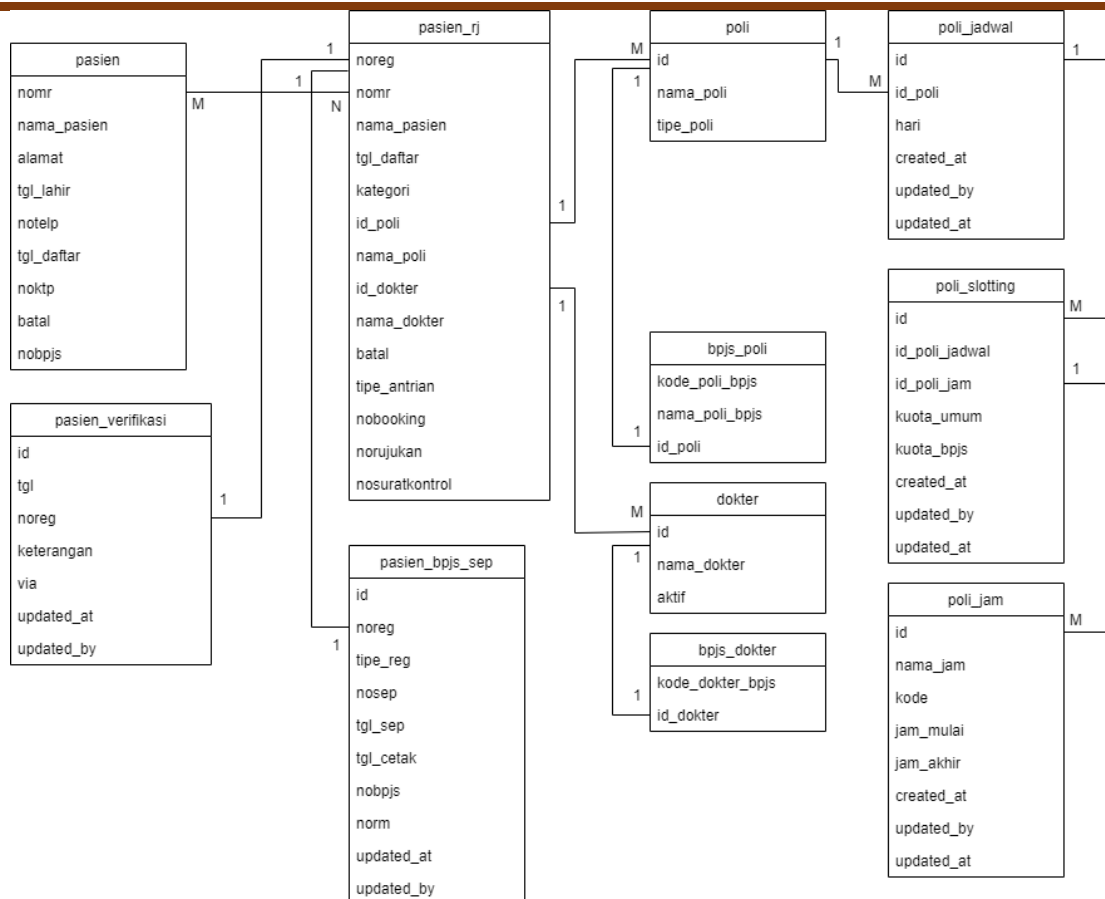 pasien
nomr
nama_pasien
alamat
tgl_lahir
notelp
tgl_daftar
noktp
batal
nobpjs
M
pasien_verifikasi
id
tgl
noreg
keterangan
via
updated_at
updated_by
1
pasien_rj
noreg
nomr
nama_pasien
tgl_daftar
kategori
id_poli
nama_poli
id_dokter
nama_dokter
batal
tipe_antrian
nobooking
norujukan
nosuratkontrol
1
1
N
1
1
pasien_bpjs_sep
id
noreg
tipe_reg
nosep
tgl_sep
tgl_cetak
nobpjs
norm
updated_at
updated_by
1
poli
id
nama_poli
tipe_poli
M
1
1
bpjs_poli
kode_poli_bpjs
nama_poli_bpjs
id_poli
1
dokter
id
nama_dokter
aktif
M
1
bpjs_dokter
kode_dokter_bpjs
id_dokter
1
poli_jadwal
id
id_poli
hari
created_at
updated_by
updated_at
M
1
poli_slotting
id
id_poli_jadwal
id_poli_jam
kuota_umum
kuota_bpjs
created_at
updated_by
updated_at
M
1
poli_jam
id
nama_jam
kode
jam_mulai
jam_akhir
created_at
updated_by
updated_at
M